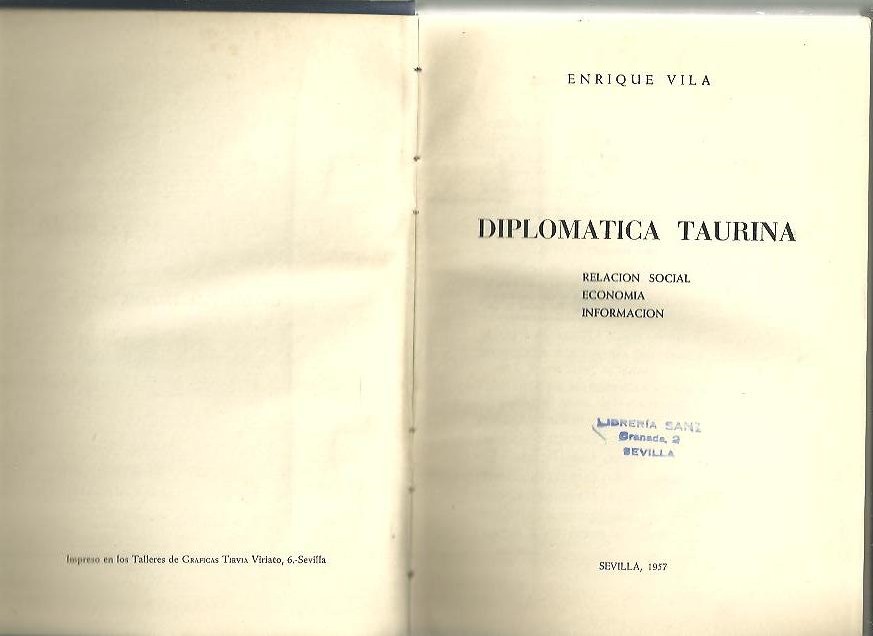 Impreso en los Talleres de GRAFICAS TIRVIA Viriato, 6.-Sevilla
ENRIQUE VILA
DIPLOMATICA TAURINA
RELACION SOCIAL
ECONOMIA
INFORMACION
LIBRERÍA SANZ
Granada, 2
SEVILLA
SEVILLA, 1957